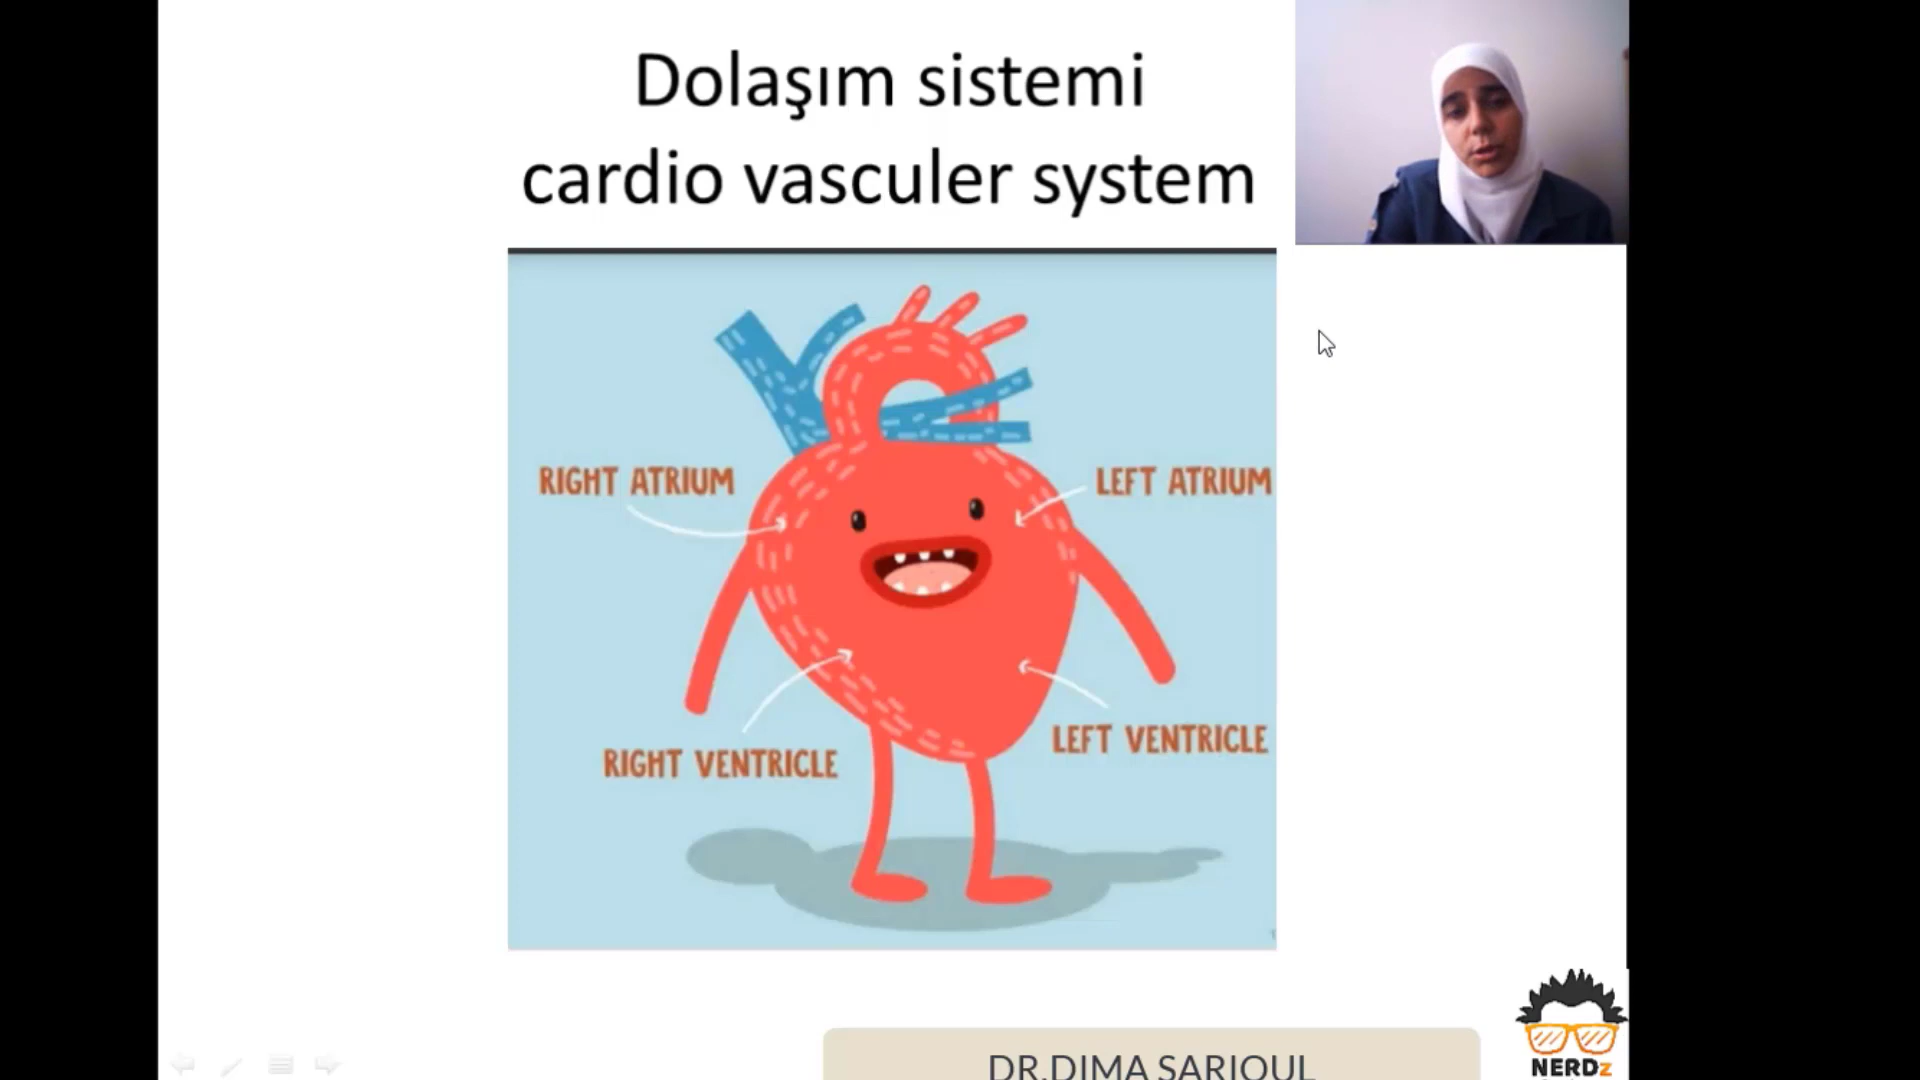 Dolaşım sistemi
cardio vasculer system
RIGHT ATRIUM
LEFT ATRIUM
RIGHT VENTRICLE
LEFT VENTRICLE
DR.DIMA SARIOUL
NERDz